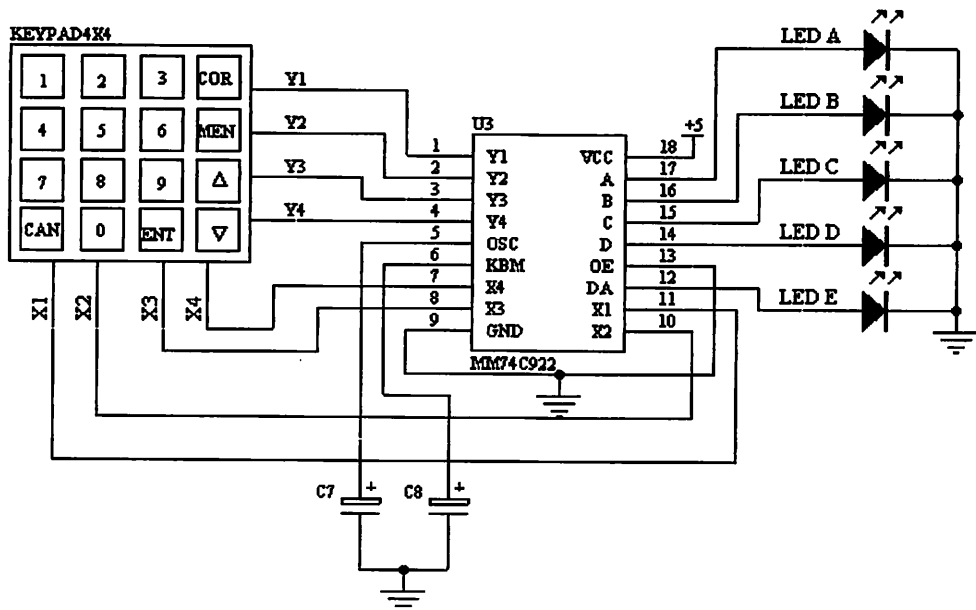 KEYPAD4X4
1 2 3 COR
4 5 6 MEN
7 8 9 Δ
CAN 0 ENT ∇
Y1
Y2
Y3
Y4
X1
X2
X3
X4
U3
1 Y1
2 Y2
3 Y3
4 Y4
5 OSC
6 KBM
7 X4
8 X3
9 GND
+5
VCC 18
A 17
B 16
C 15
D 14
OE 13
DA 12
X1 11
X2 10
MM74C922
LED A
LED B
LED C
LED D
LED E
C7 +
C8 +